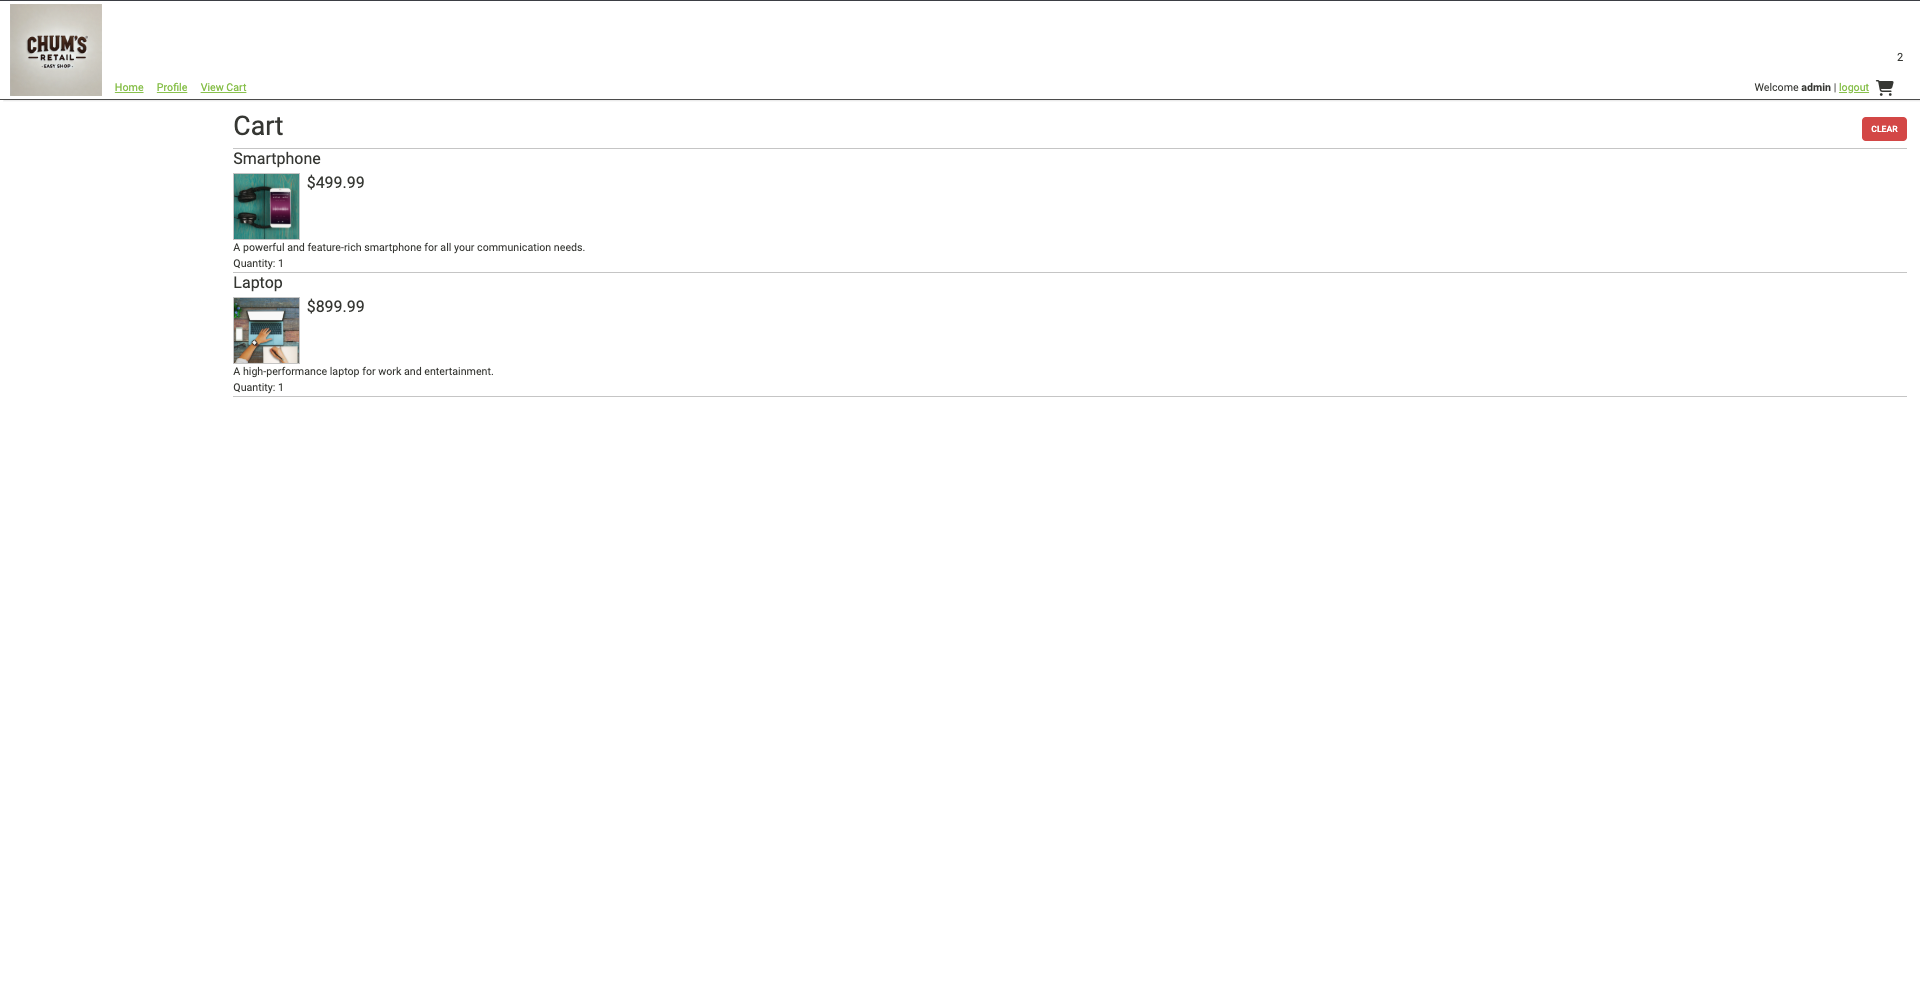 CHUM'S
RETAIL
EASY SHOP
2
Home Profile View Cart
Welcome admin | logout
Cart
CLEAR
Smartphone
$499.99
A powerful and feature-rich smartphone for all your communication needs.
Quantity: 1
Laptop
$899.99
A high-performance laptop for work and entertainment.
Quantity: 1